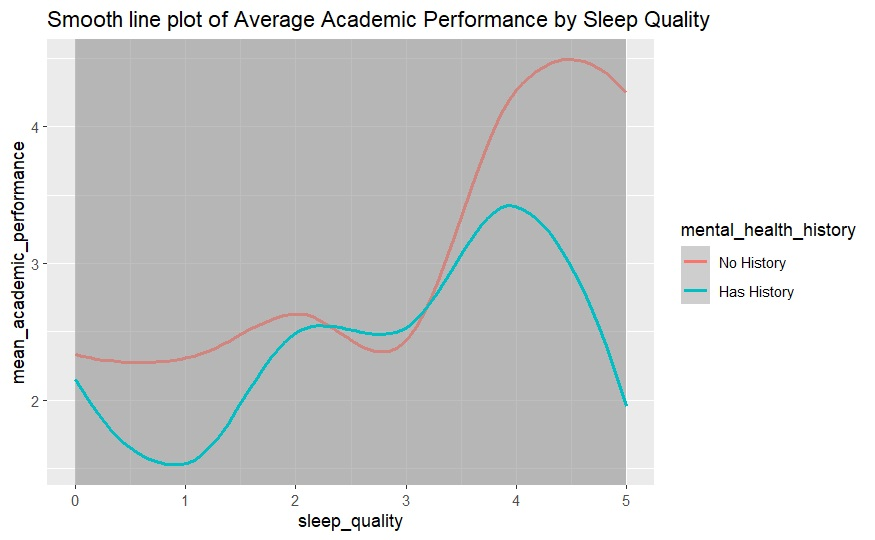 Smooth line plot of Average Academic Performance by Sleep Quality
mean_academic_performance
4
3
2
0 1 2 3 4 5
sleep_quality
mental_health_history
No History
Has History